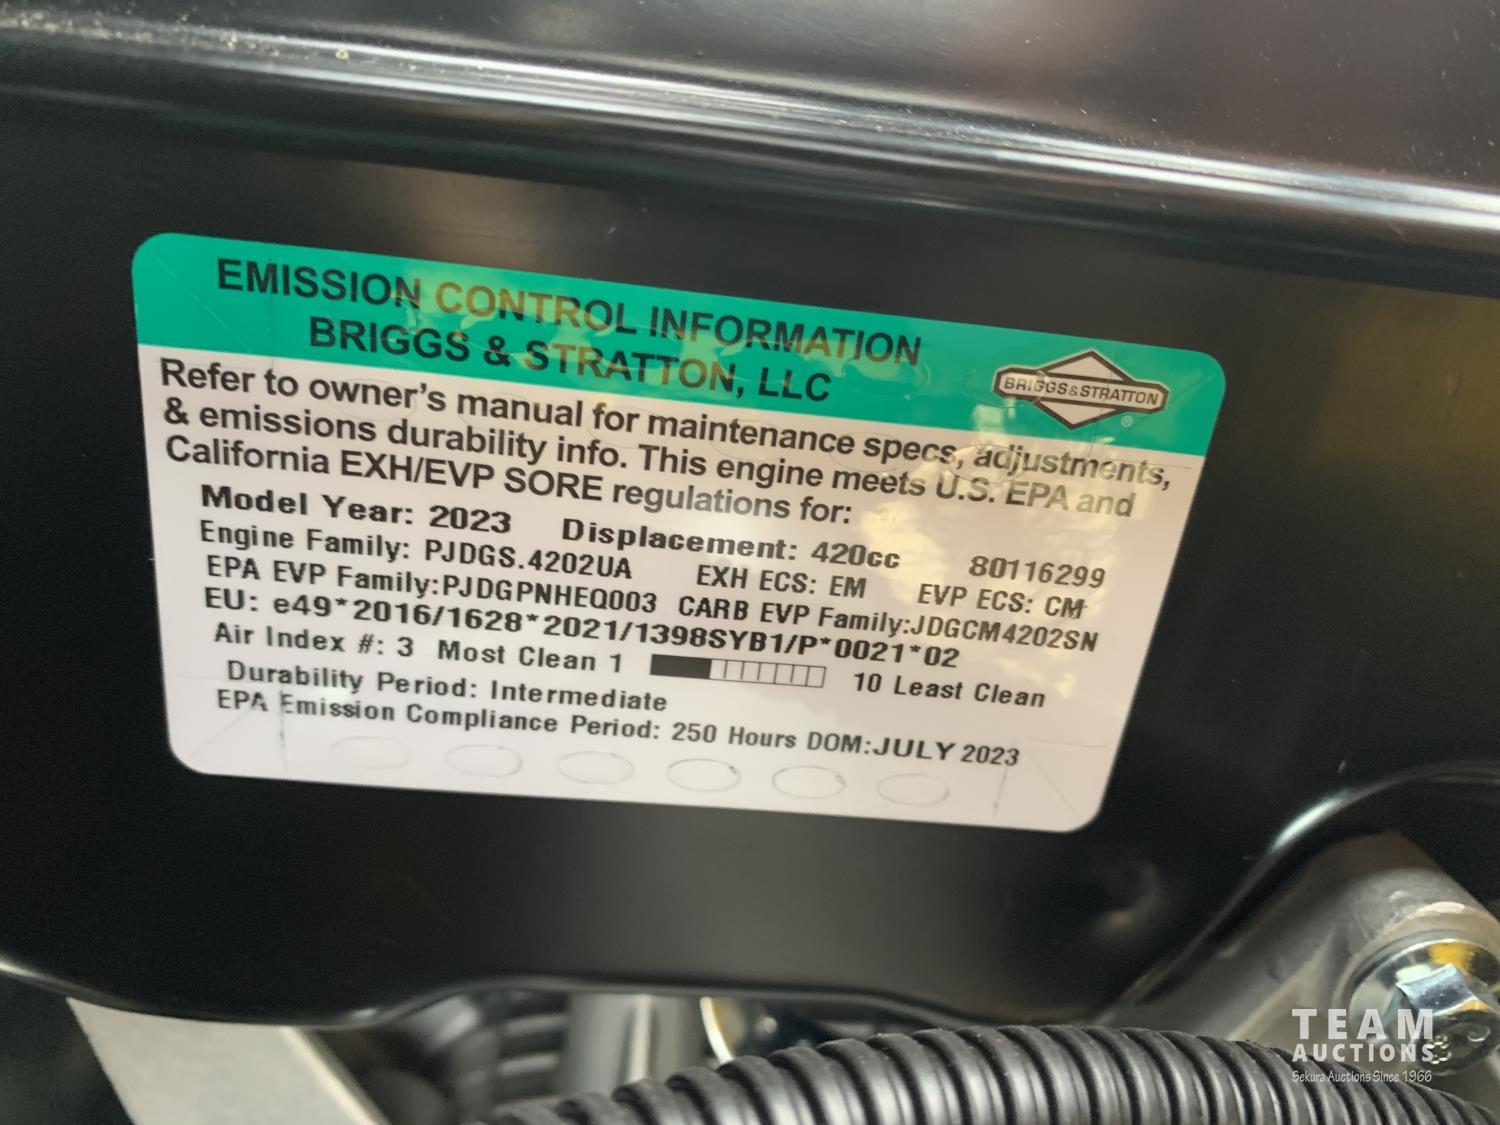 EMISSION CONTROL INFORMATION
BRIGGS & STRATTON, LLC
BRIGGS&STRATTON
®
Refer to owner's manual for maintenance specs, adjustments,
& emissions durability info. This engine meets U.S. EPA and
California EXH/EVP SORE regulations for:
Model Year: 2023 Displacement: 420cc 80116299
Engine Family: PJDGS.4202UA EXH ECS: EM EVP ECS: CM
EPA EVP Family:PJDGPNHEQ003 CARB EVP Family:JDGCM4202SN
EU: e49*2016/1628*2021/1398SYB1/P*0021*02
Air Index #: 3 Most Clean 1 10 Least Clean
Durability Period: Intermediate
EPA Emission Compliance Period: 250 Hours DOM:JULY 2023
TEAM
AUCTIONS
Sekura Auctions Since 1966